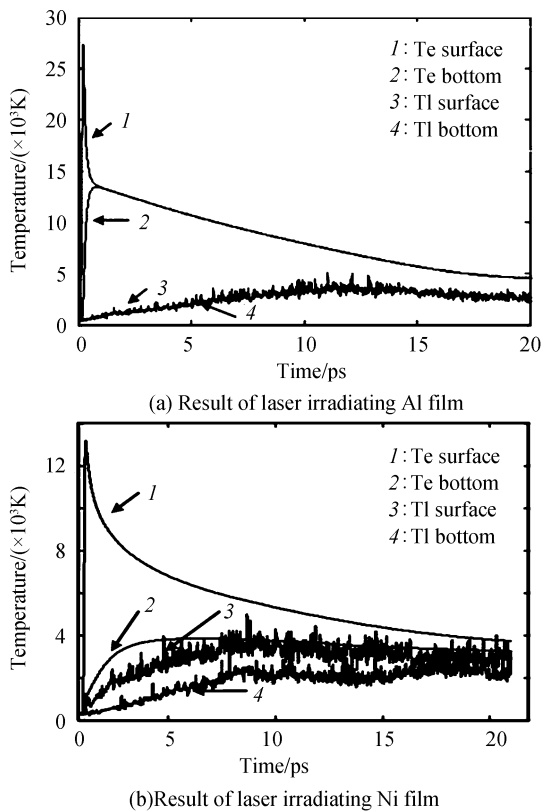 30
25
20
15
10
5
0
Temperature/(×10³K)
1: Te surface
2: Te bottom
3: Tl surface
4: Tl bottom
1
2
3
4
0 5 10 15 20
Time/ps
(a) Result of laser irradiating Al film
12
8
4
0
Temperature/(×10³K)
1: Te surface
2: Te bottom
3: Tl surface
4: Tl bottom
1
2
3
4
0 5 10 15 20
Time/ps
(b)Result of laser irradiating Ni film